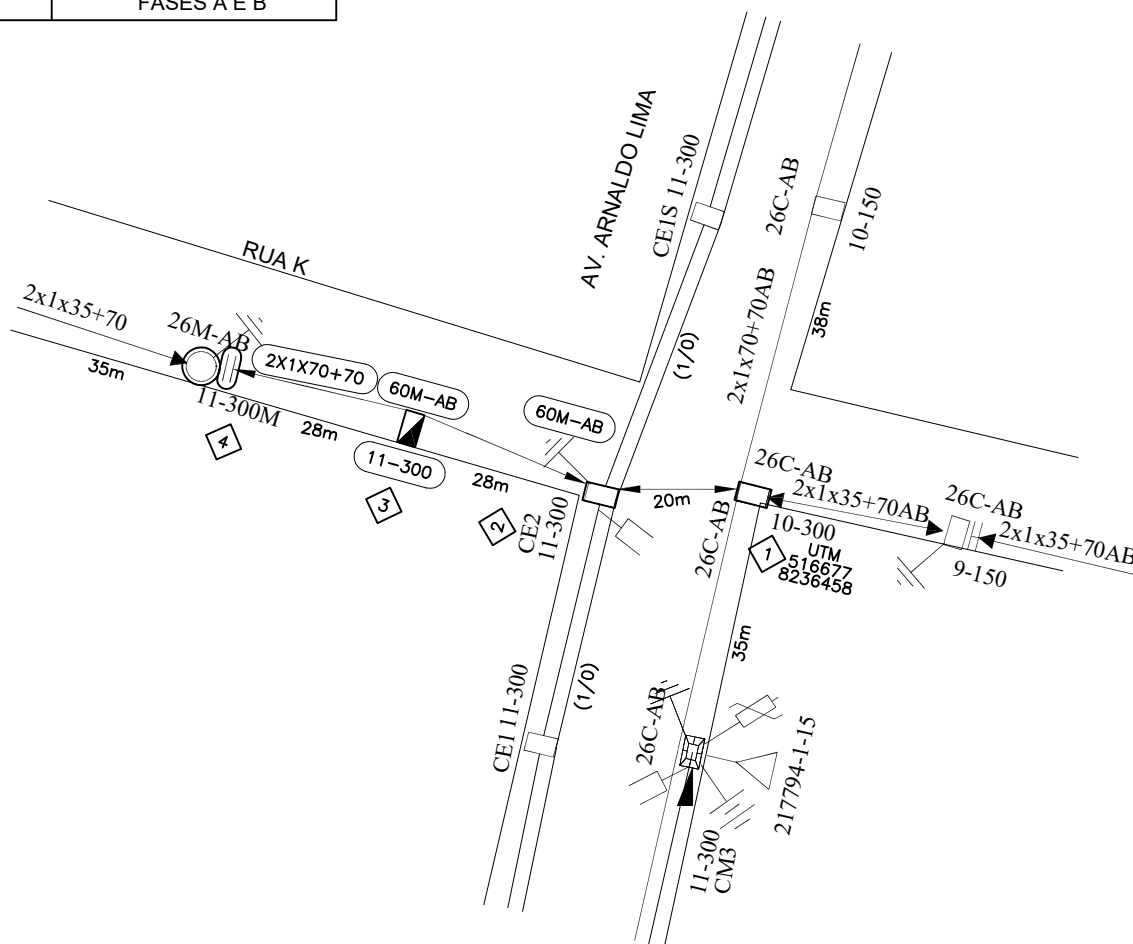 FASES A E B
AV. ARNALDO LIMA
CE1S 11-300
26C-AB
10-150
RUA K
2x1x35+70
35m
26M-AB
2X1X70+70
60M-AB
60M-AB
11-300M
28m
11-300
28m
4
3
2
CE2
11-300
(1/0)
2x1x70+70AB
38m
20m
26C-AB
26C-AB
2x1x35+70AB
26C-AB
2x1x35+70AB
10-300
9-150
1
UTM
516677
8236458
35m
CE1 11-300
(1/0)
26C-AB
217794-1-15
11-300
CM3